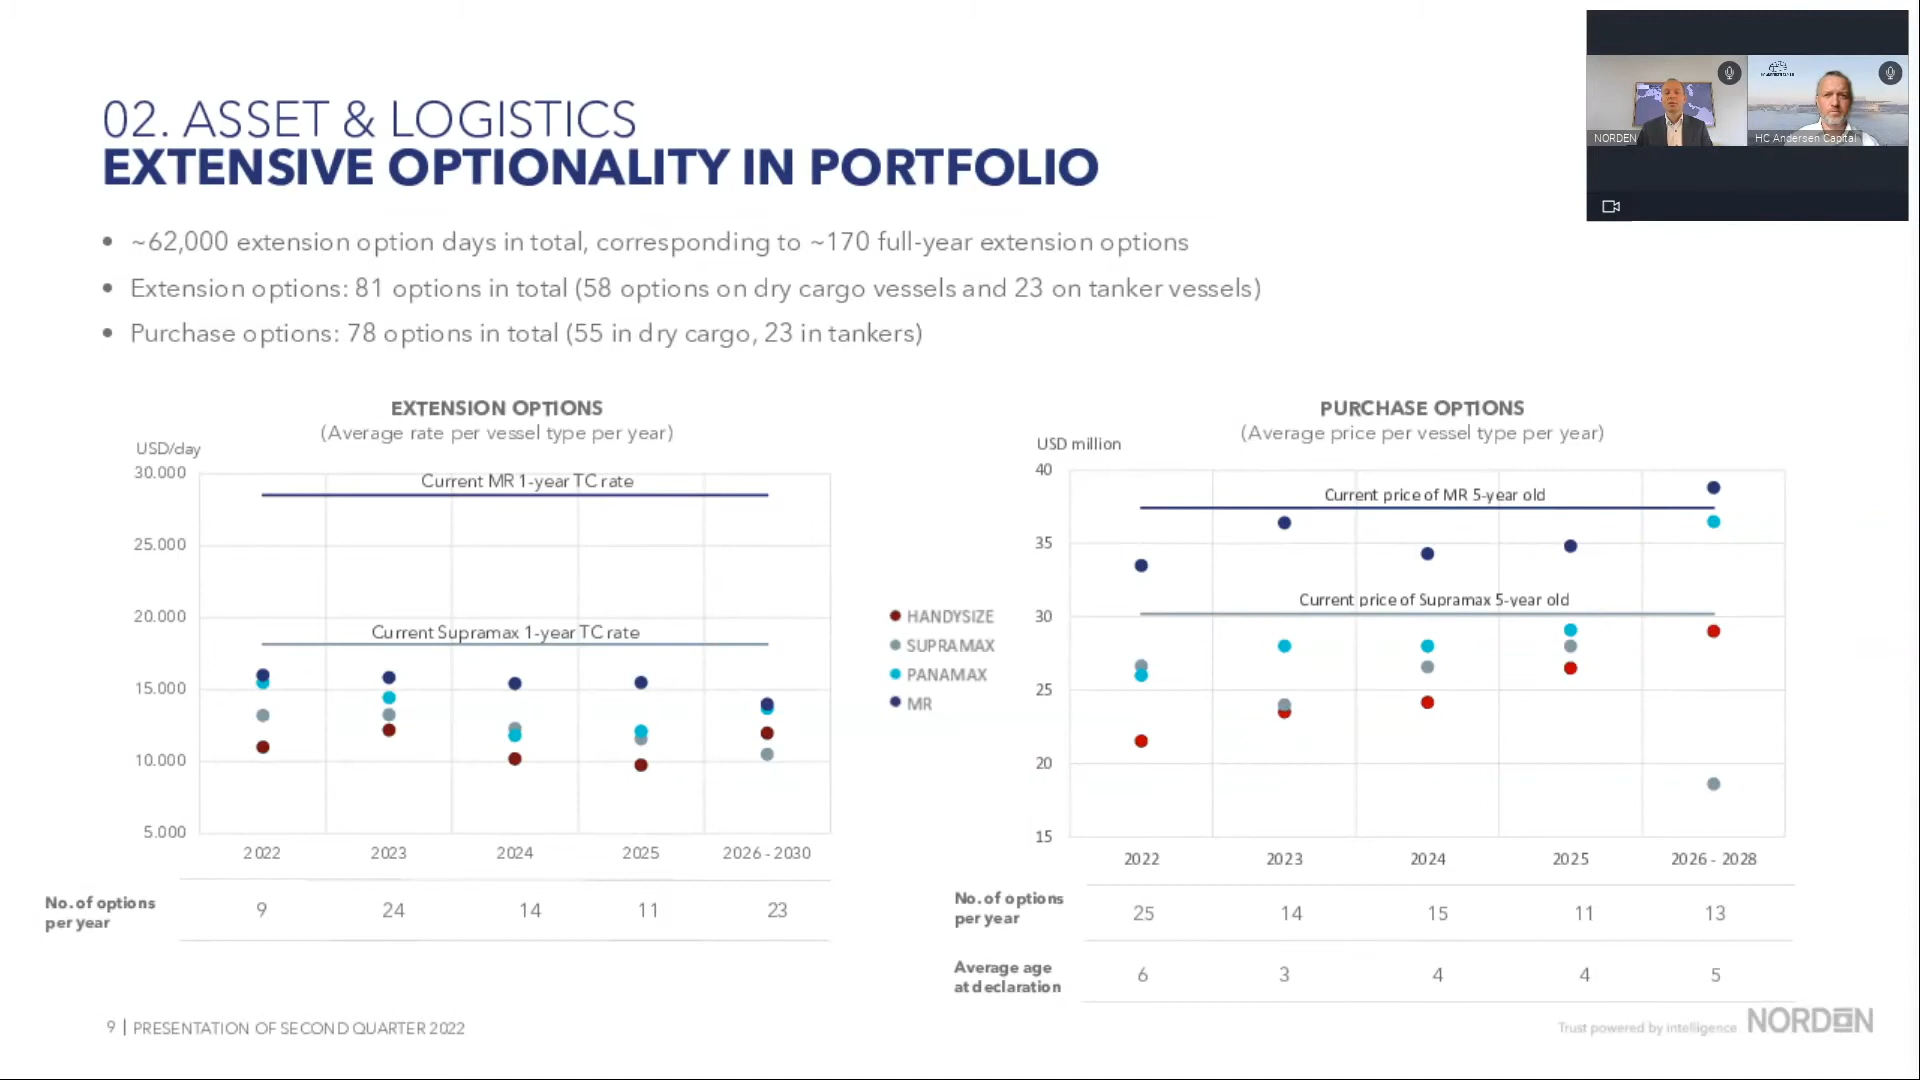 02. ASSET & LOGISTICS
EXTENSIVE OPTIONALITY IN PORTFOLIO
NORDEN
HC Andersen Capital
• ~62,000 extension option days in total, corresponding to ~170 full-year extension options
• Extension options: 81 options in total (58 options on dry cargo vessels and 23 on tanker vessels)
• Purchase options: 78 options in total (55 in dry cargo, 23 in tankers)
EXTENSION OPTIONS
(Average rate per vessel type per year)
USD/day
30.000
25.000
20.000
15.000
10.000
5.000
Current MR 1-year TC rate
Current Supramax 1-year TC rate
2022 2023 2024 2025 2026 - 2030
No. of options
per year
9 24 14 11 23
HANDYSIZE
SUPRAMAX
PANAMAX
MR
PURCHASE OPTIONS
(Average price per vessel type per year)
USD million
40
35
30
25
20
15
Current price of MR 5-year old
Current price of Supramax 5-year old
2022 2023 2024 2025 2026 - 2028
No. of options
per year
25 14 15 11 13
Average age
at declaration
6 3 4 4 5
9 | PRESENTATION OF SECOND QUARTER 2022
Trust powered by intelligence NORDEN